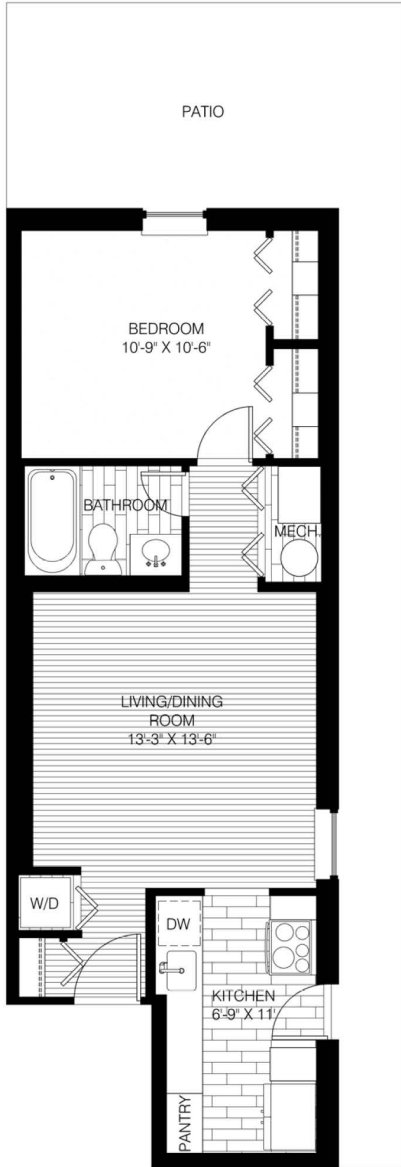 PATIO
BEDROOM
10'-9" X 10'-6"
BATHROOM
MECH.
LIVING/DINING
ROOM
13'-3" X 13'-6"
W/D
DW
KITCHEN
6'-9" X 11'
PANTRY